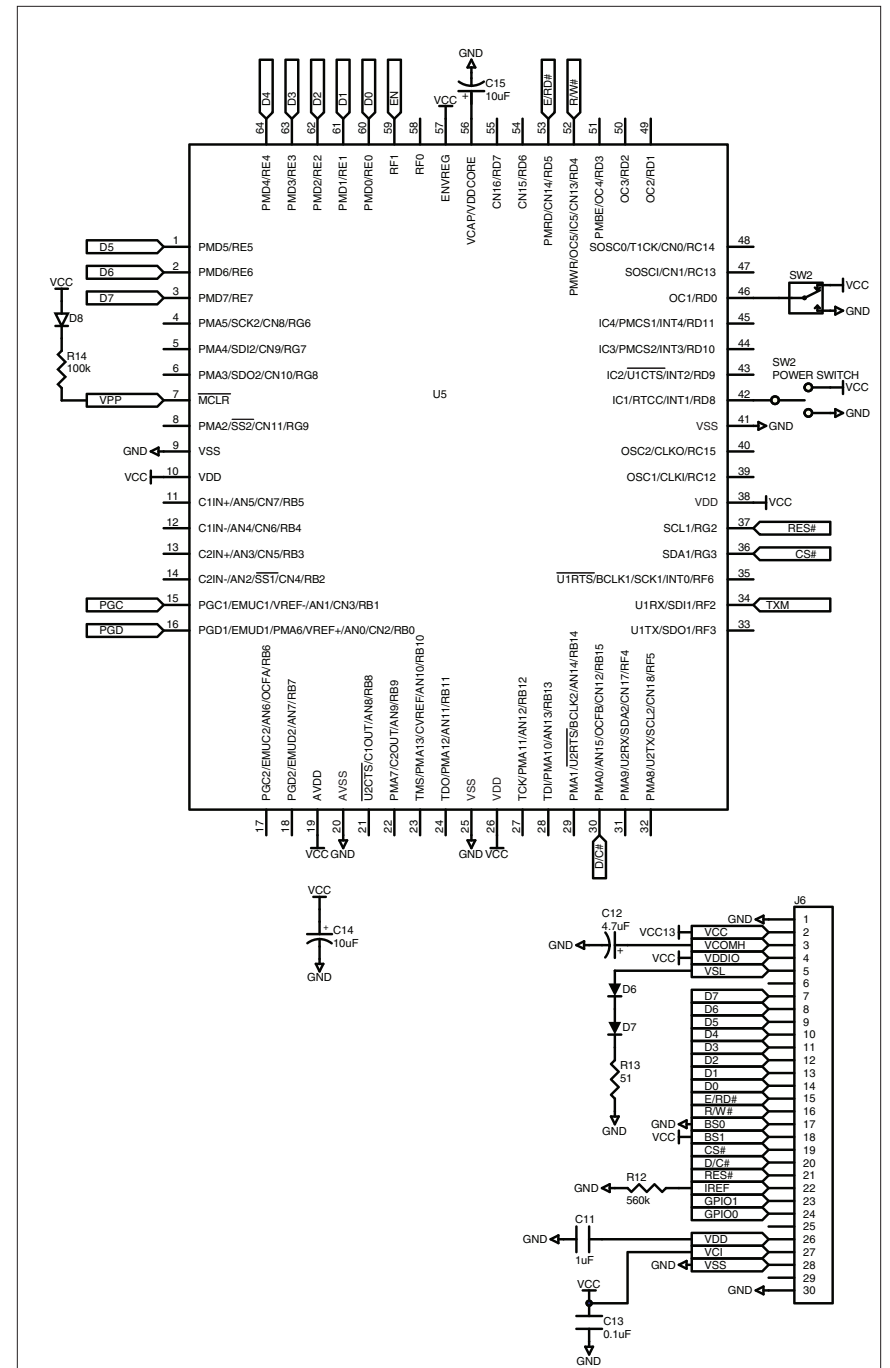 GND
C15
10uF
VCC
D4
D3
D2
D1
D0
EN
E/RD#
R/W#
64
63
62
61
60
59
58
57
56
55
54
53
52
51
50
49
PMD4/RE4
PMD3/RE3
PMD2/RE2
PMD1/RE1
PMD0/RE0
RF1
RF0
ENVREG
VCAP/VDDCORE
CN16/RD7
CN15/RD6
PMRD/CN14/RD5
PMWR/OC5/IC5/CN13/RD4
PMBE/OC4/RD3
OC3/RD2
OC2/RD1
D5 1 PMD5/RE5
D6 2 PMD6/RE6
D7 3 PMD7/RE7
4 PMA5/SCK2/CN8/RG6
5 PMA4/SDI2/CN9/RG7
6 PMA3/SDO2/CN10/RG8
VPP 7 MCLR
8 PMA2/SS2/CN11/RG9
GND 9 VSS
VCC 10 VDD
11 C1IN+/AN5/CN7/RB5
12 C1IN-/AN4/CN6/RB4
13 C2IN+/AN3/CN5/RB3
14 C2IN-/AN2/SS1/CN4/RB2
PGC 15 PGC1/EMUC1/VREF-/AN1/CN3/RB1
PGD 16 PGD1/EMUD1/PMA6/VREF+/AN0/CN2/RB0
VCC
D8
R14
100k
U5
SOSC0/T1CK/CN0/RC14 48
SOSCI/CN1/RC13 47
OC1/RD0 46
IC4/PMCS1/INT4/RD11 45
IC3/PMCS2/INT3/RD10 44
IC2/U1CTS/INT2/RD9 43
IC1/RTCC/INT1/RD8 42
VSS 41 GND
OSC2/CLKO/RC15 40
OSC1/CLKI/RC12 39
VDD 38 VCC
SCL1/RG2 37 RES#
SDA1/RG3 36 CS#
U1RTS/BCLK1/SCK1/INT0/RF6 35
U1RX/SDI1/RF2 34 TXM
U1TX/SDO1/RF3 33
SW2
VCC
GND
SW2
POWER SWITCH
VCC
GND
PGC2/EMUC2/AN6/OCFA/RB6
PGD2/EMUD2/AN7/RB7
AVDD
AVSS
U2CTS/C1OUT/AN8/RB8
PMA7/C2OUT/AN9/RB9
TMS/PMA13/CVREF/AN10/RB10
TDO/PMA12/AN11/RB11
VSS
VDD
TCK/PMA11/AN12/RB12
TDI/PMA10/AN13/RB13
PMA1/U2RTS/BCLK2/AN14/RB14
PMA0/AN15/OCFB/CN12/RB15
PMA9/U2RX/SDA2/CN17/RF4
PMA8/U2TX/SCL2/CN18/RF5
17
18
19
20
21
22
23
24
25
26
27
28
29
30
31
32
VCC GND
GND VCC
D/C#
VCC
C14
10uF
GND
J6
GND 1
VCC13 VCC 2
VCOMH 3
VCC VDDIO 4
VSL 5
6
D7 7
D6 8
D5 9
D4 10
D3 11
D2 12
D1 13
D0 14
E/RD# 15
R/W# 16
GND BS0 17
VCC BS1 18
CS# 19
D/C# 20
RES# 21
IREF 22
GPIO1 23
GPIO0 24
25
VDD 26
VCI 27
GND VSS 28
29
GND 30
C12
4.7uF
GND
D6
D7
R13
51
GND
R12
560k
GND
C11
1uF
GND
VCC
C13
0.1uF
GND